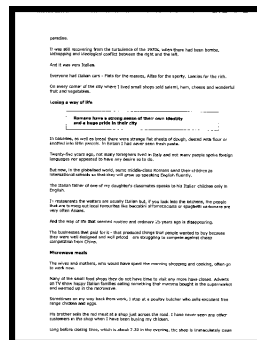 paradise.
It was still recovering from the turbulence of the 1970s, when there had been bombs,
kidnapping and ideological conflict between the right and the left.
And it was very Italian.
Everyone had Italian cars - Fiats for the masses, Alfas for the sporty, Lancias for the rich.
On every corner of the city where I lived small shops sold salami, ham, cheese and wonderful
fruit and vegetables.
Losing a way of life
Romans have a strong sense of their own identity
and a huge pride in their city
In bakeries, as well as bread there were strange flat sheets of dough, dusted with flour or
and cut into little pieces. In Britain I had never seen fresh pasta.
Twenty-five years ago, not many foreigners lived in Italy and not many people spoke foreign
languages nor appeared to have any desire to do so.
But now, in the globalised world, many middle-class Romans send their children to
international schools so that they will grow up speaking English fluently.
The Italian father of one of my daughter's classmates speaks to his Italian children only in
English.
In restaurants the waiters are usually Italian but, if you look into the kitchens, the people
that are turning out local favourites like bucatini all'amatriciana or spaghetti carbonara are
very often Asians.
And the way of life that seemed routine and ordinary 25 years ago is disappearing.
The businesses that paid for it - that produced things that people wanted to buy because
they were well designed and well priced - are struggling to compete against cheap
competition from China.
Microwave meals
The wives and mothers, who would have spent the mornings shopping and cooking, often go
to work now.
Many of the small food shops they do not have time to visit any more have closed. Adverts
on TV show happy Italian families eating something that mamma bought in the supermarket
and warmed up in the microwave.
Sometimes on my way back from work, I stop at a poultry butcher who sells excellent free
range chicken and eggs.
His brother sells the red meat at a shop just across the road. I have never seen any other
customers in the shop when I have been buying my chicken.
Long before closing time, which is about 7.30 in the evening, the shop is immaculately clean